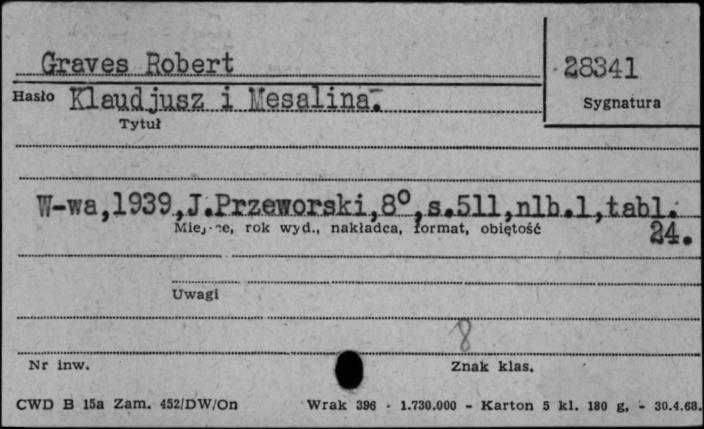 Graves Robert
28341
Hasło Klaudjusz i Mesalina.
Sygnatura
Tytuł
W-wa,1939,J.Przeworski,8°,s.511,nlb.1,tabl.
Miejsce, rok wyd., nakładca, format, objętość 24.
Uwagi
8
Nr inw. Znak klas.
CWD B 15a Zam. 452/DW/On Wrak 396 - 1.730.000 - Karton 5 kl. 180 g. - 30.4.68.